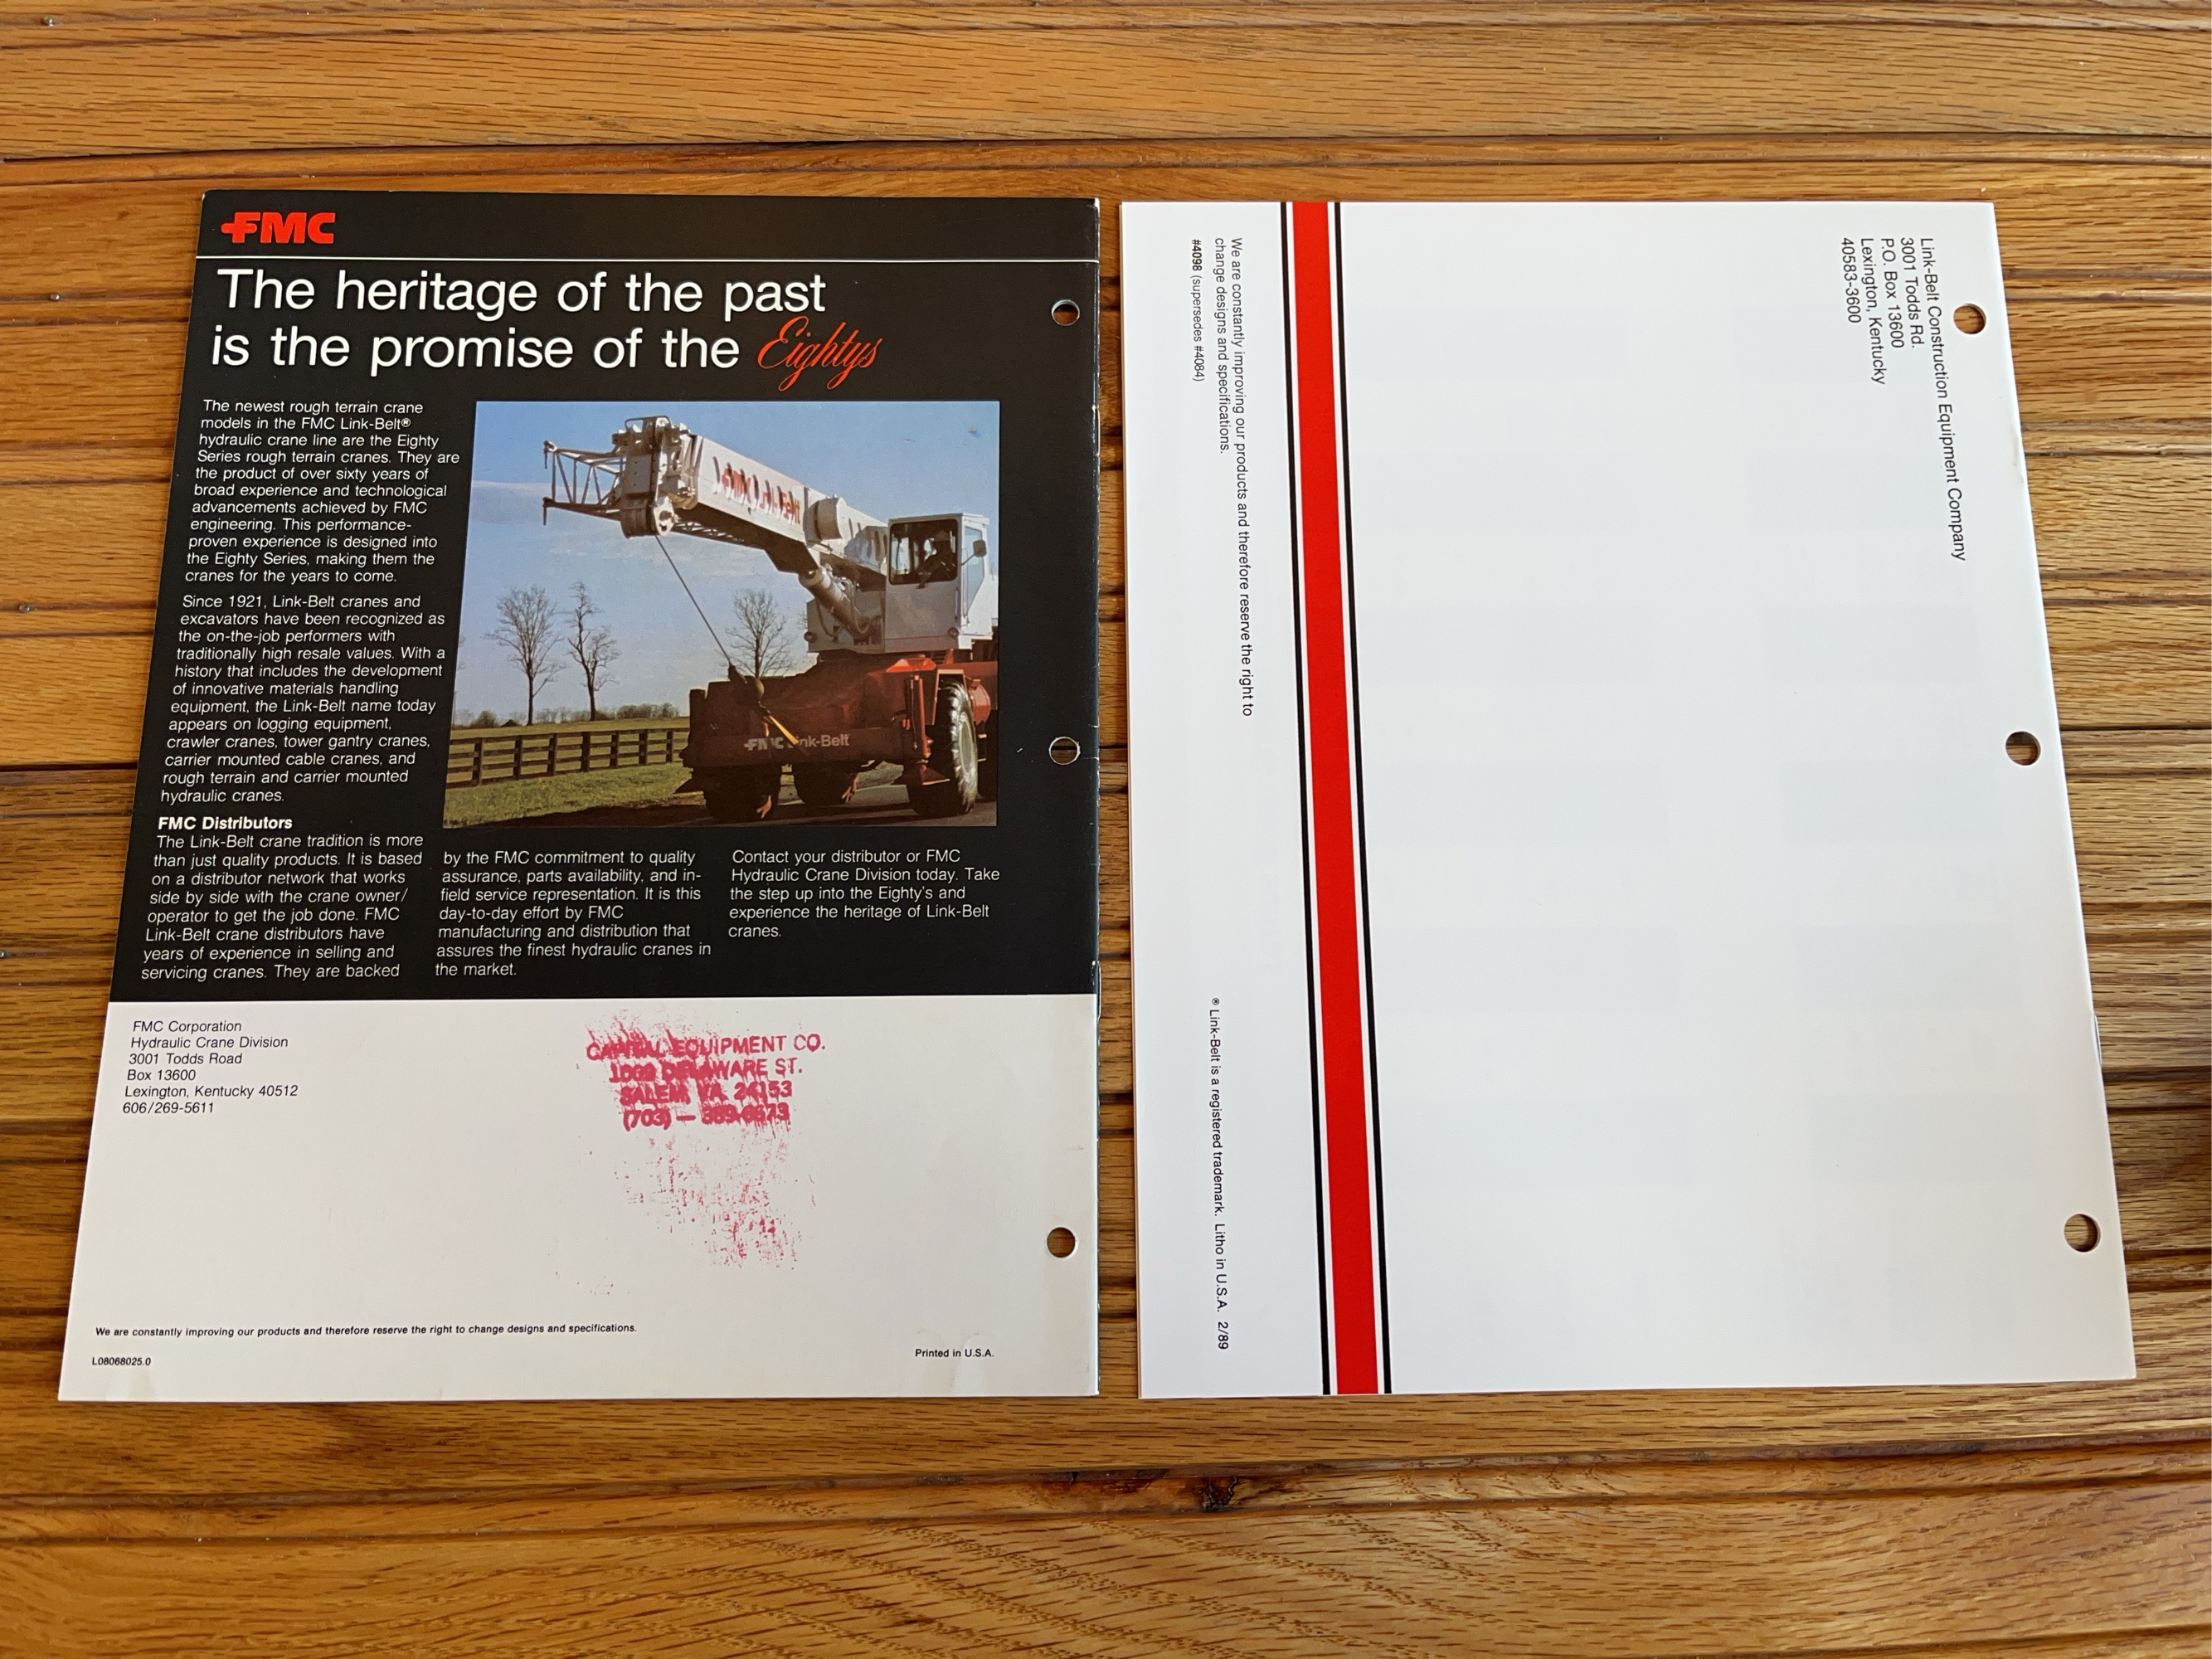 FMC
The heritage of the past
is the promise of the Eightys
The newest rough terrain crane
models in the FMC Link-Belt®
hydraulic crane line are the Eighty
Series rough terrain cranes. They are
the product of over sixty years of
broad experience and technological
advancements achieved by FMC
engineering. This performance-
proven experience is designed into
the Eighty Series, making them the
cranes for the years to come.
Since 1921, Link-Belt cranes and
excavators have been recognized as
the on-the-job performers with
traditionally high resale values. With a
history that includes the development
of innovative materials handling
equipment, the Link-Belt name today
appears on logging equipment,
crawler cranes, tower gantry cranes,
carrier mounted cable cranes, and
rough terrain and carrier mounted
hydraulic cranes.
FMC Distributors
The Link-Belt crane tradition is more
than just quality products. It is based
on a distributor network that works
side by side with the crane owner/
operator to get the job done. FMC
Link-Belt crane distributors have
years of experience in selling and
servicing cranes. They are backed
by the FMC commitment to quality
assurance, parts availability, and in-
field service representation. It is this
day-to-day effort by FMC
manufacturing and distribution that
assures the finest hydraulic cranes in
the market.
Contact your distributor or FMC
Hydraulic Crane Division today. Take
the step up into the Eighty's and
experience the heritage of Link-Belt
cranes.
FMC Corporation
Hydraulic Crane Division
3001 Todds Road
Box 13600
Lexington, Kentucky 40512
606/269-5611
EQUIPMENT CO.
DELAWARE ST.
SALEM VA. 24153
(703) —
We are constantly improving our products and therefore reserve the right to change designs and specifications.
L08068025.0
Printed in U.S.A.
Link-Belt Construction Equipment Company
3001 Todds Rd.
P.O. Box 13600
Lexington, Kentucky
40583-3600
We are constantly improving our products and therefore reserve the right to
change designs and specifications.
#4098 (supersedes #4084)
® Link-Belt is a registered trademark. Litho in U.S.A. 2/89